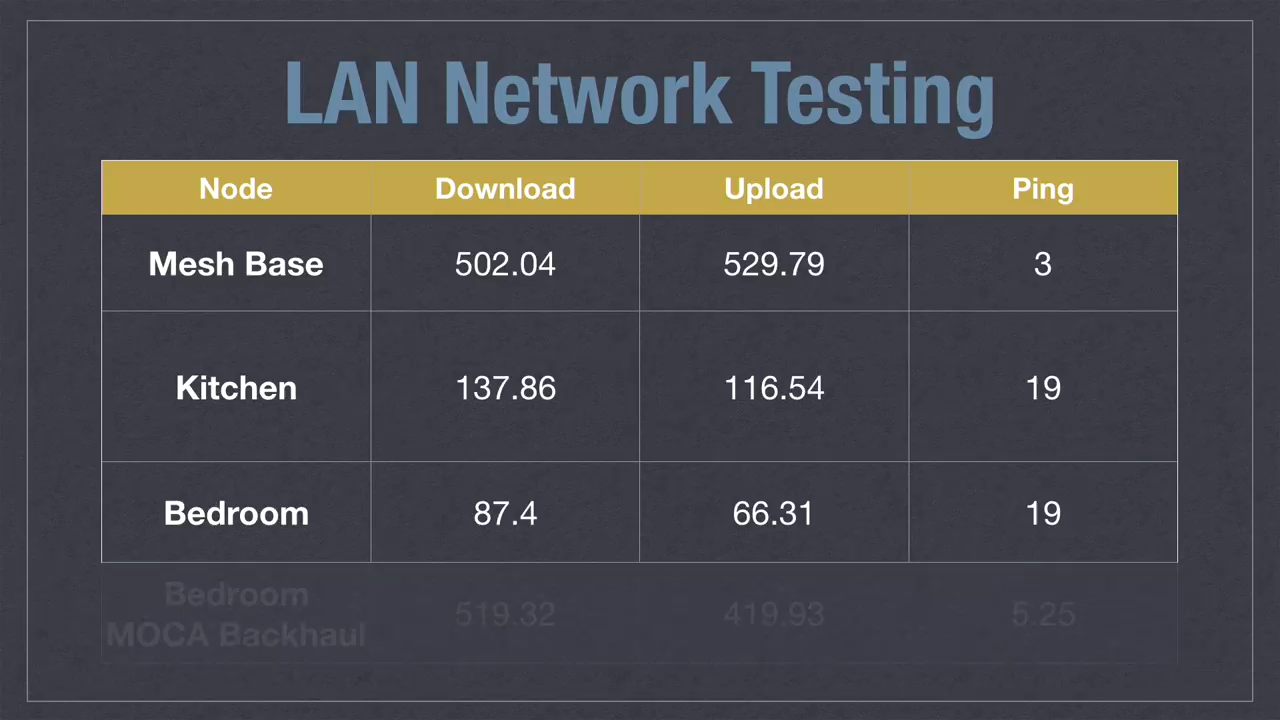 LAN Network Testing
Node Download Upload Ping
Mesh Base 502.04 529.79 3
Kitchen 137.86 116.54 19
Bedroom 87.4 66.31 19
Bedroom
MOCA Backhaul 519.32 419.93 5.25